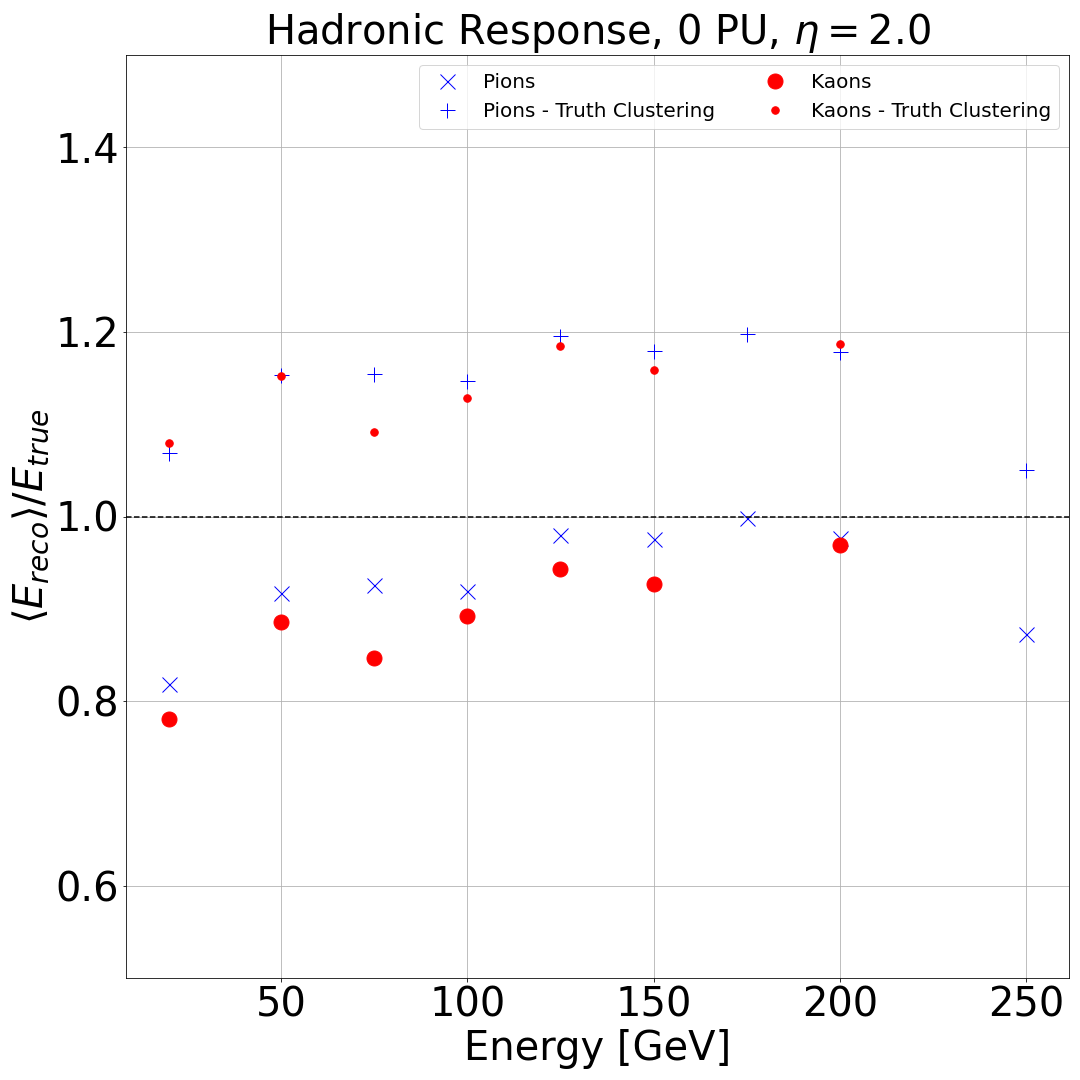 Hadronic Response, 0 PU, η = 2.0
Pions
Pions - Truth Clustering
Kaons
Kaons - Truth Clustering
⟨E_reco⟩/E_true
1.4
1.2
1.0
0.8
0.6
50 100 150 200 250
Energy [GeV]